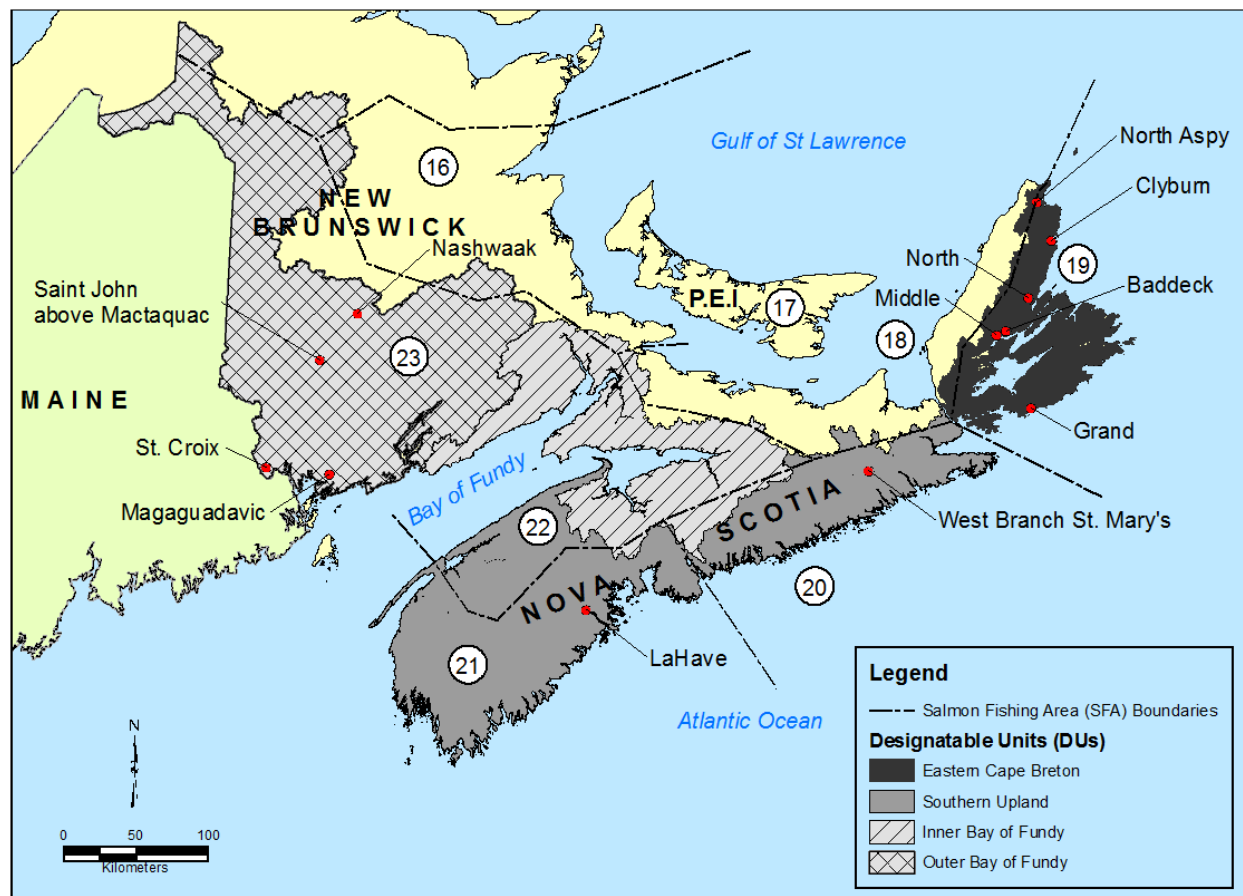 Gulf of St Lawrence
North Aspy
Clyburn
16
NEW
BRUNSWICK
Nashwaak
North
19
Saint John
above Mactaquac
P.E.I
17
Middle
Baddeck
18
23
MAINE
Grand
St. Croix
Bay of Fundy
Magaguadavic
22
SCOTIA
West Branch St. Mary's
20
NOVA
LaHave
21
Atlantic Ocean
N
0 50 100
Kilometers
Legend
Salmon Fishing Area (SFA) Boundaries
Designatable Units (DUs)
Eastern Cape Breton
Southern Upland
Inner Bay of Fundy
Outer Bay of Fundy